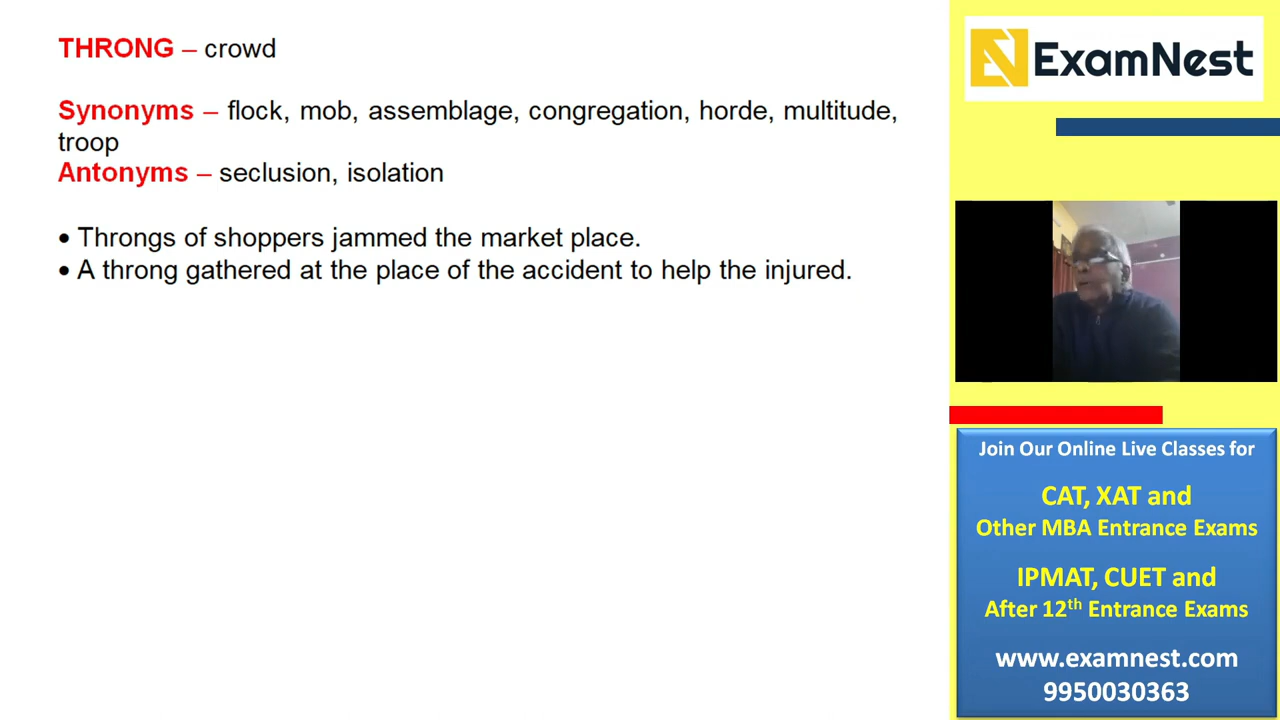 THRONG – crowd
Synonyms – flock, mob, assemblage, congregation, horde, multitude,
troop
Antonyms – seclusion, isolation
• Throngs of shoppers jammed the market place.
• A throng gathered at the place of the accident to help the injured.
ExamNest
Join Our Online Live Classes for
CAT, XAT and
Other MBA Entrance Exams
IPMAT, CUET and
After 12th Entrance Exams
www.examnest.com
9950030363